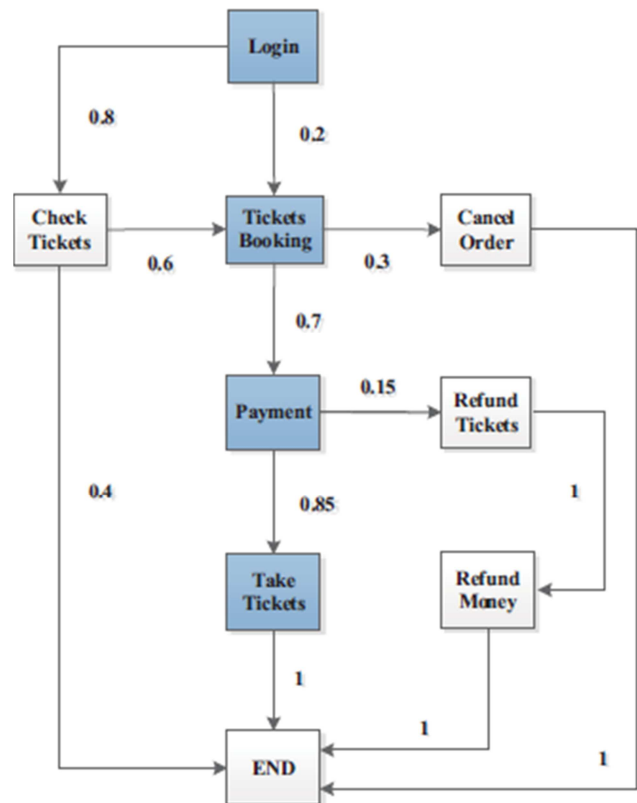 Login
0.8
0.2
Check
Tickets
Tickets
Booking
Cancel
Order
0.6
0.3
0.7
Payment
0.15
Refund
Tickets
0.4
0.85
1
Take
Tickets
Refund
Money
1
1
END
1